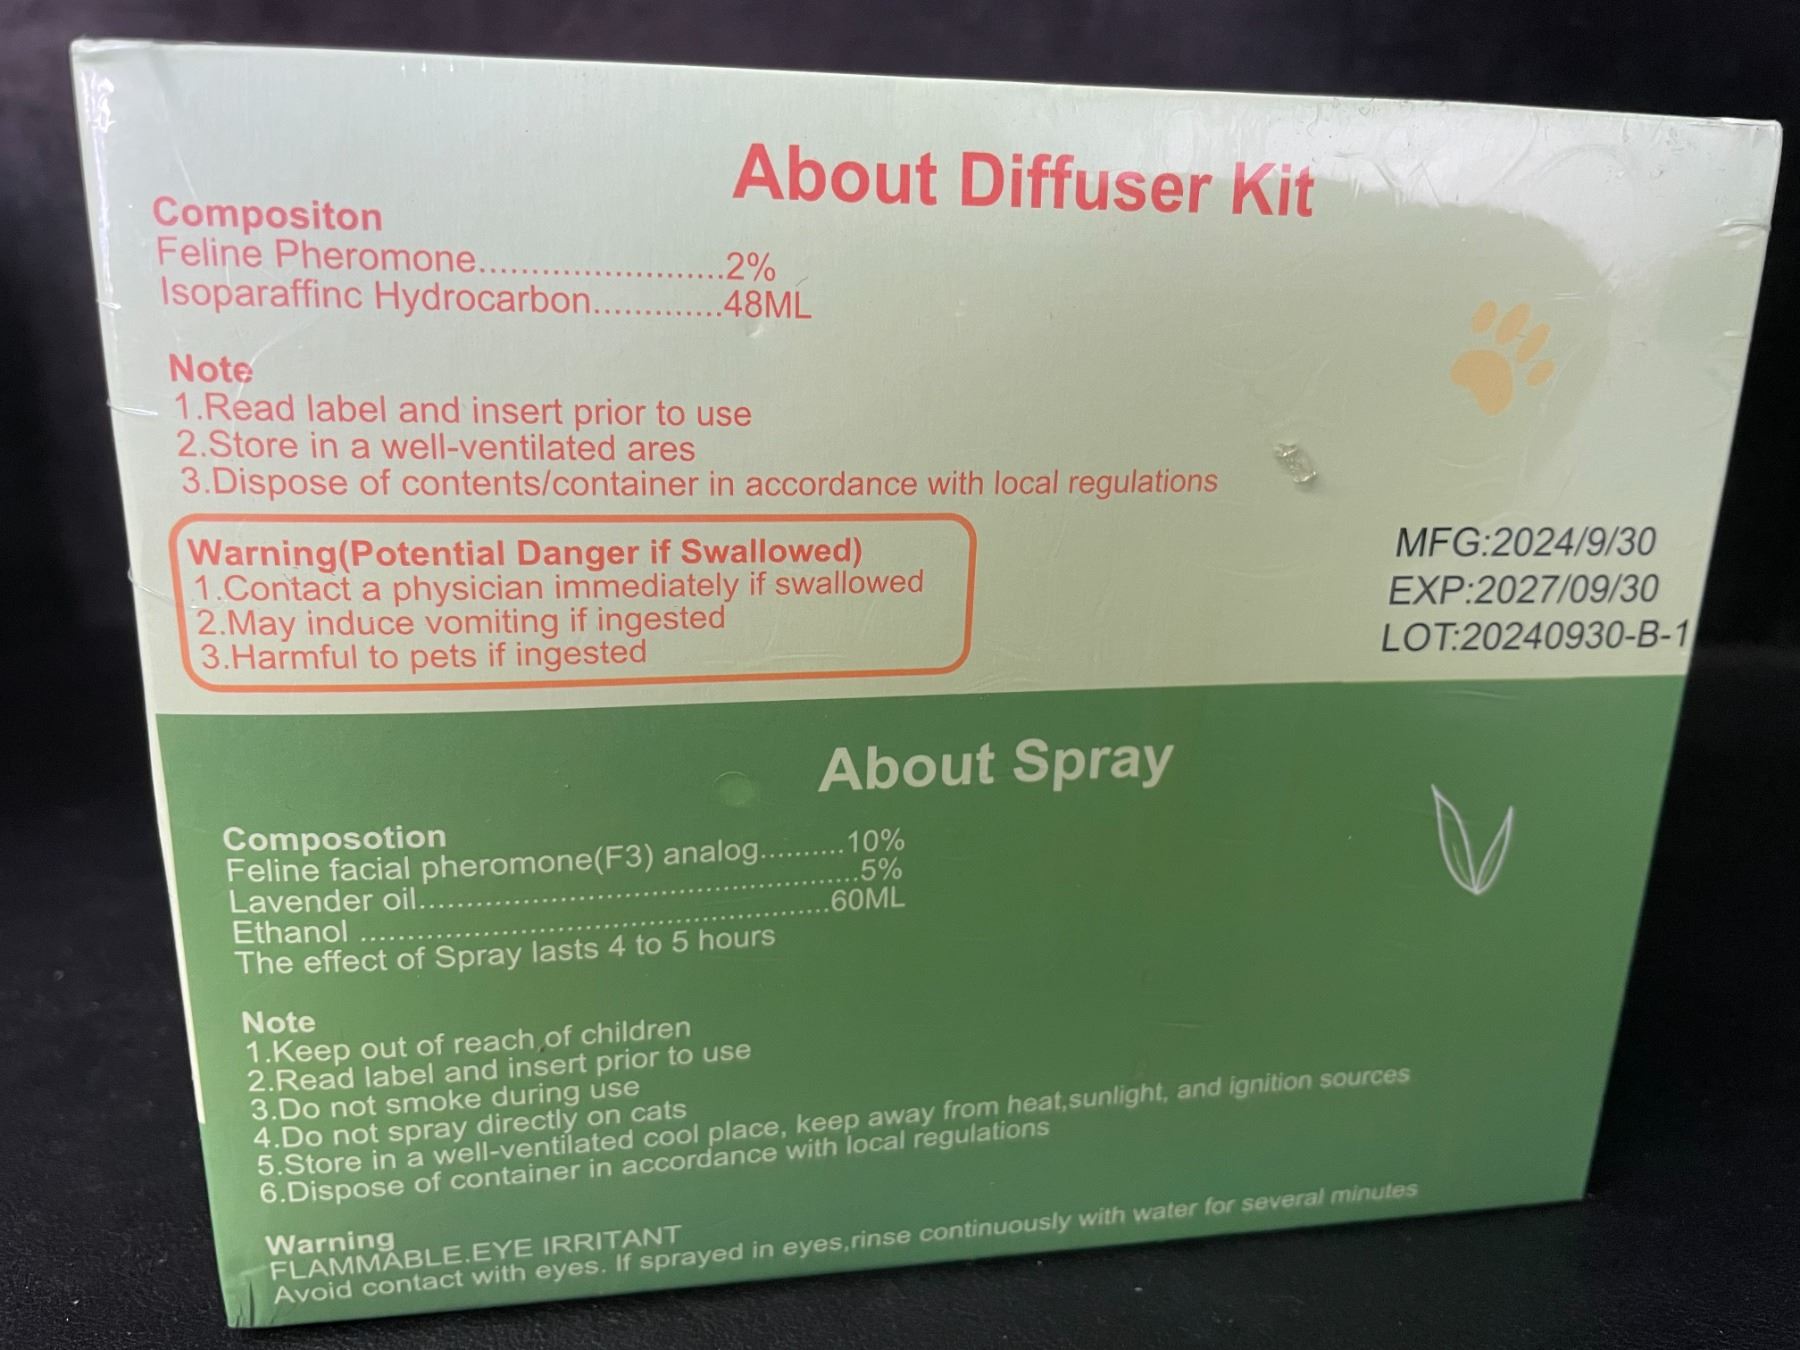 About Diffuser Kit
Compositon
Feline Pheromone........................2%
Isoparaffinc Hydrocarbon.............48ML
Note
1.Read label and insert prior to use
2.Store in a well-ventilated ares
3.Dispose of contents/container in accordance with local regulations
Warning(Potential Danger if Swallowed)
1.Contact a physician immediately if swallowed
2.May induce vomiting if ingested
3.Harmful to pets if ingested
MFG:2024/9/30
EXP:2027/09/30
LOT:20240930-B-1
About Spray
Composotion
Feline facial pheromone(F3) analog..........10%
Lavender oil.............................................5%
Ethanol ................................................60ML
The effect of Spray lasts 4 to 5 hours
Note
1.Keep out of reach of children
2.Read label and insert prior to use
3.Do not smoke during use
4.Do not spray directly on cats
5.Store in a well-ventilated cool place, keep away from heat,sunlight, and ignition sources
6.Dispose of container in accordance with local regulations
Warning
FLAMMABLE.EYE IRRITANT
Avoid contact with eyes. If sprayed in eyes,rinse continuously with water for several minutes